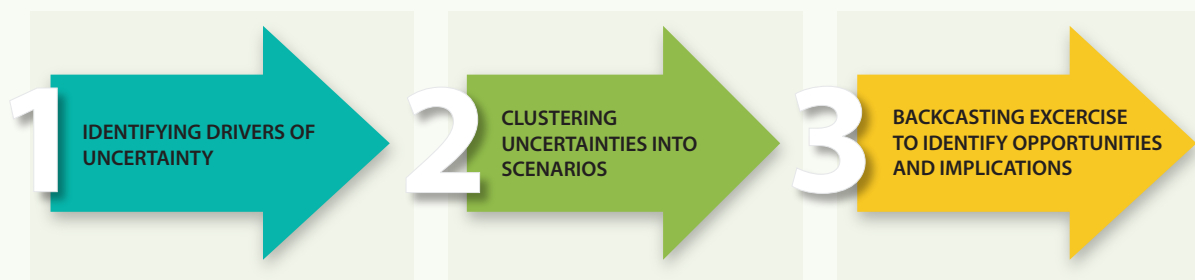 1
IDENTIFYING DRIVERS OF
UNCERTAINTY
2
CLUSTERING
UNCERTAINTIES INTO
SCENARIOS
3
BACKCASTING EXCERCISE
TO IDENTIFY OPPORTUNITIES
AND IMPLICATIONS